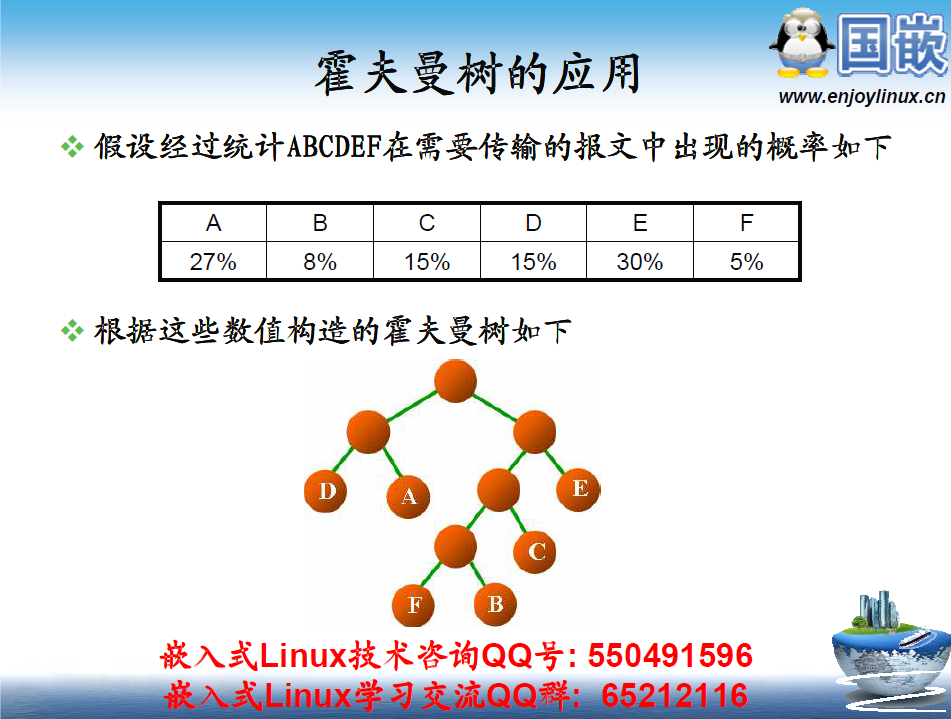 国嵌
www.enjoylinux.cn
霍夫曼树的应用
假设经过统计ABCDEF在需要传输的报文中出现的概率如下
A B C D E F
27% 8% 15% 15% 30% 5%
根据这些数值构造的霍夫曼树如下
D A E
C
F B
嵌入式Linux技术咨询QQ号: 550491596
嵌入式Linux学习交流QQ群: 65212116